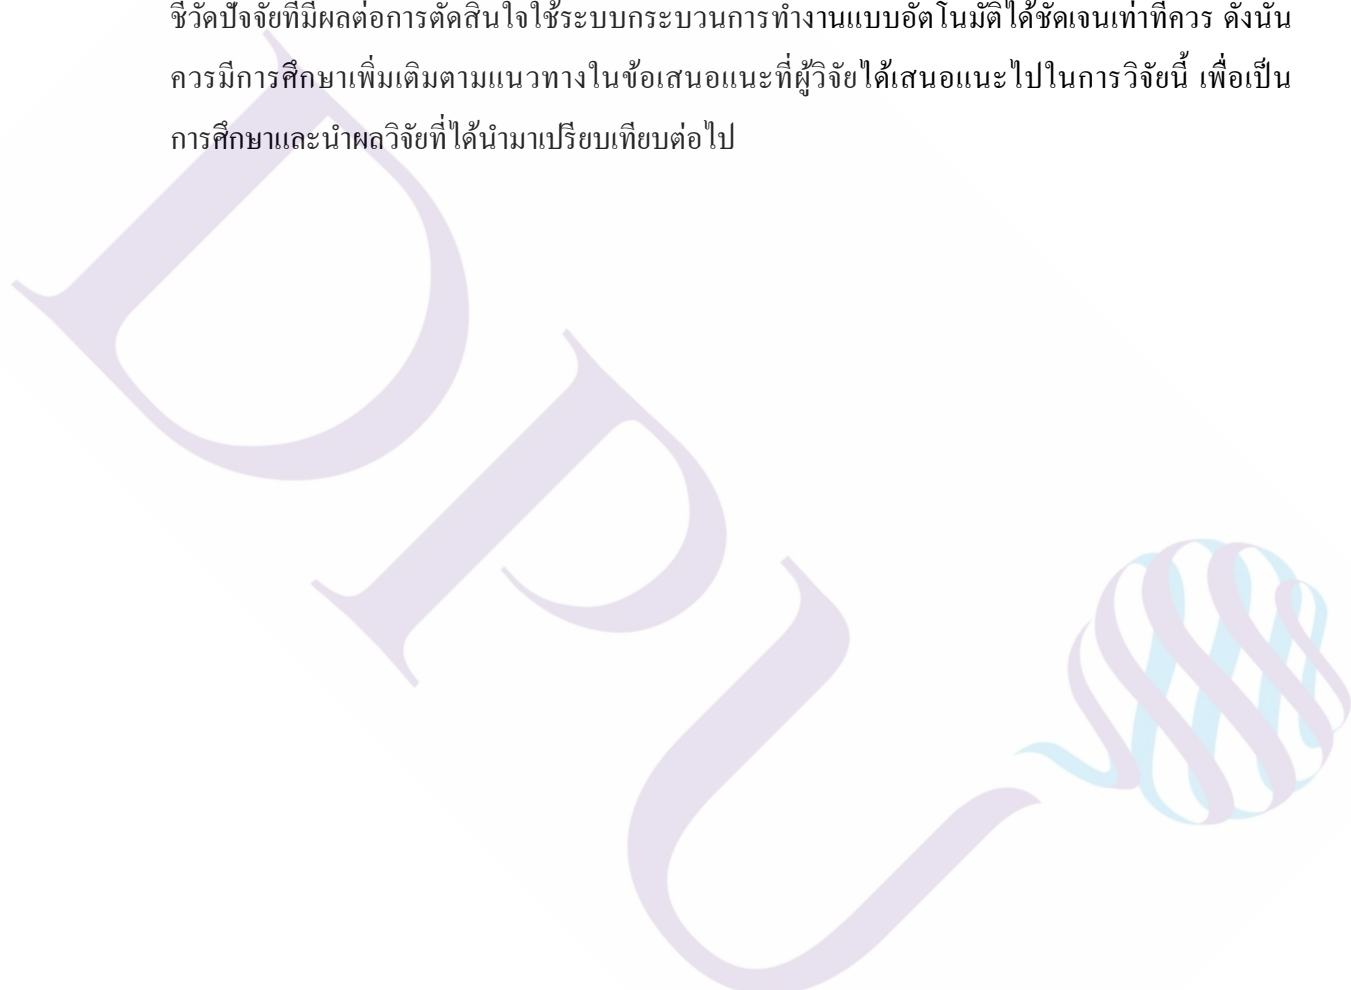 ชี้วัดปัจจัยที่มีผลต่อการตัดสินใจใช้ระบบกระบวนการทำงานแบบอัตโนมัติได้ชัดเจนเท่าที่ควร ดังนั้น
ควรมีการศึกษาเพิ่มเติมตามแนวทางในข้อเสนอแนะที่ผู้วิจัยได้เสนอแนะไปในการวิจัยนี้ เพื่อเป็น
การศึกษาและนำผลวิจัยที่ได้นำมาเปรียบเทียบต่อไป
DPU